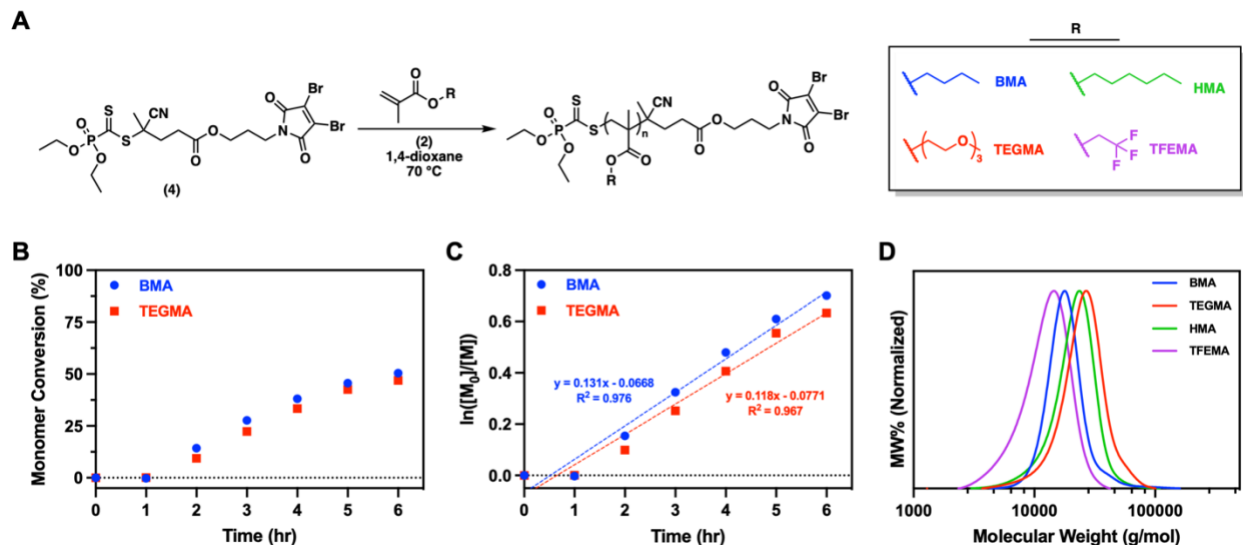 A
R
O
P
O
O
S
S
CN
O
O
N
O
O
Br
Br
(4)
O
O
R
(2)
1,4-dioxane
70 °C
O
P
O
O
S
S
n
O
O
R
CN
O
O
N
O
O
Br
Br
BMA
HMA
O
3
TEGMA
F
F
F
TFEMA
B
Monomer Conversion (%)
100
75
50
25
0
BMA
TEGMA
0 1 2 3 4 5 6
Time (hr)
C
ln([M0]/[M])
0.8
0.6
0.4
0.2
0.0
BMA
TEGMA
y = 0.131x - 0.0668
R² = 0.976
y = 0.118x - 0.0771
R² = 0.967
0 1 2 3 4 5 6
Time (hr)
D
MW% (Normalized)
BMA
TEGMA
HMA
TFEMA
1000 10000 100000
Molecular Weight (g/mol)